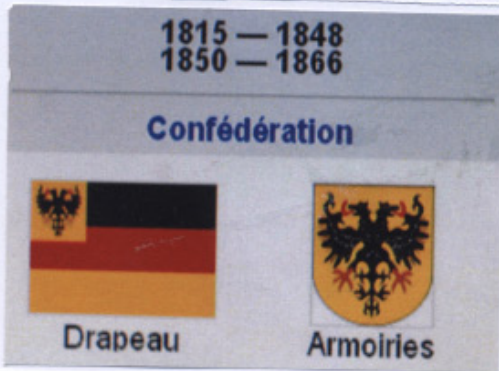 1815 — 1848
1850 — 1866
Confédération
Drapeau
Armoiries